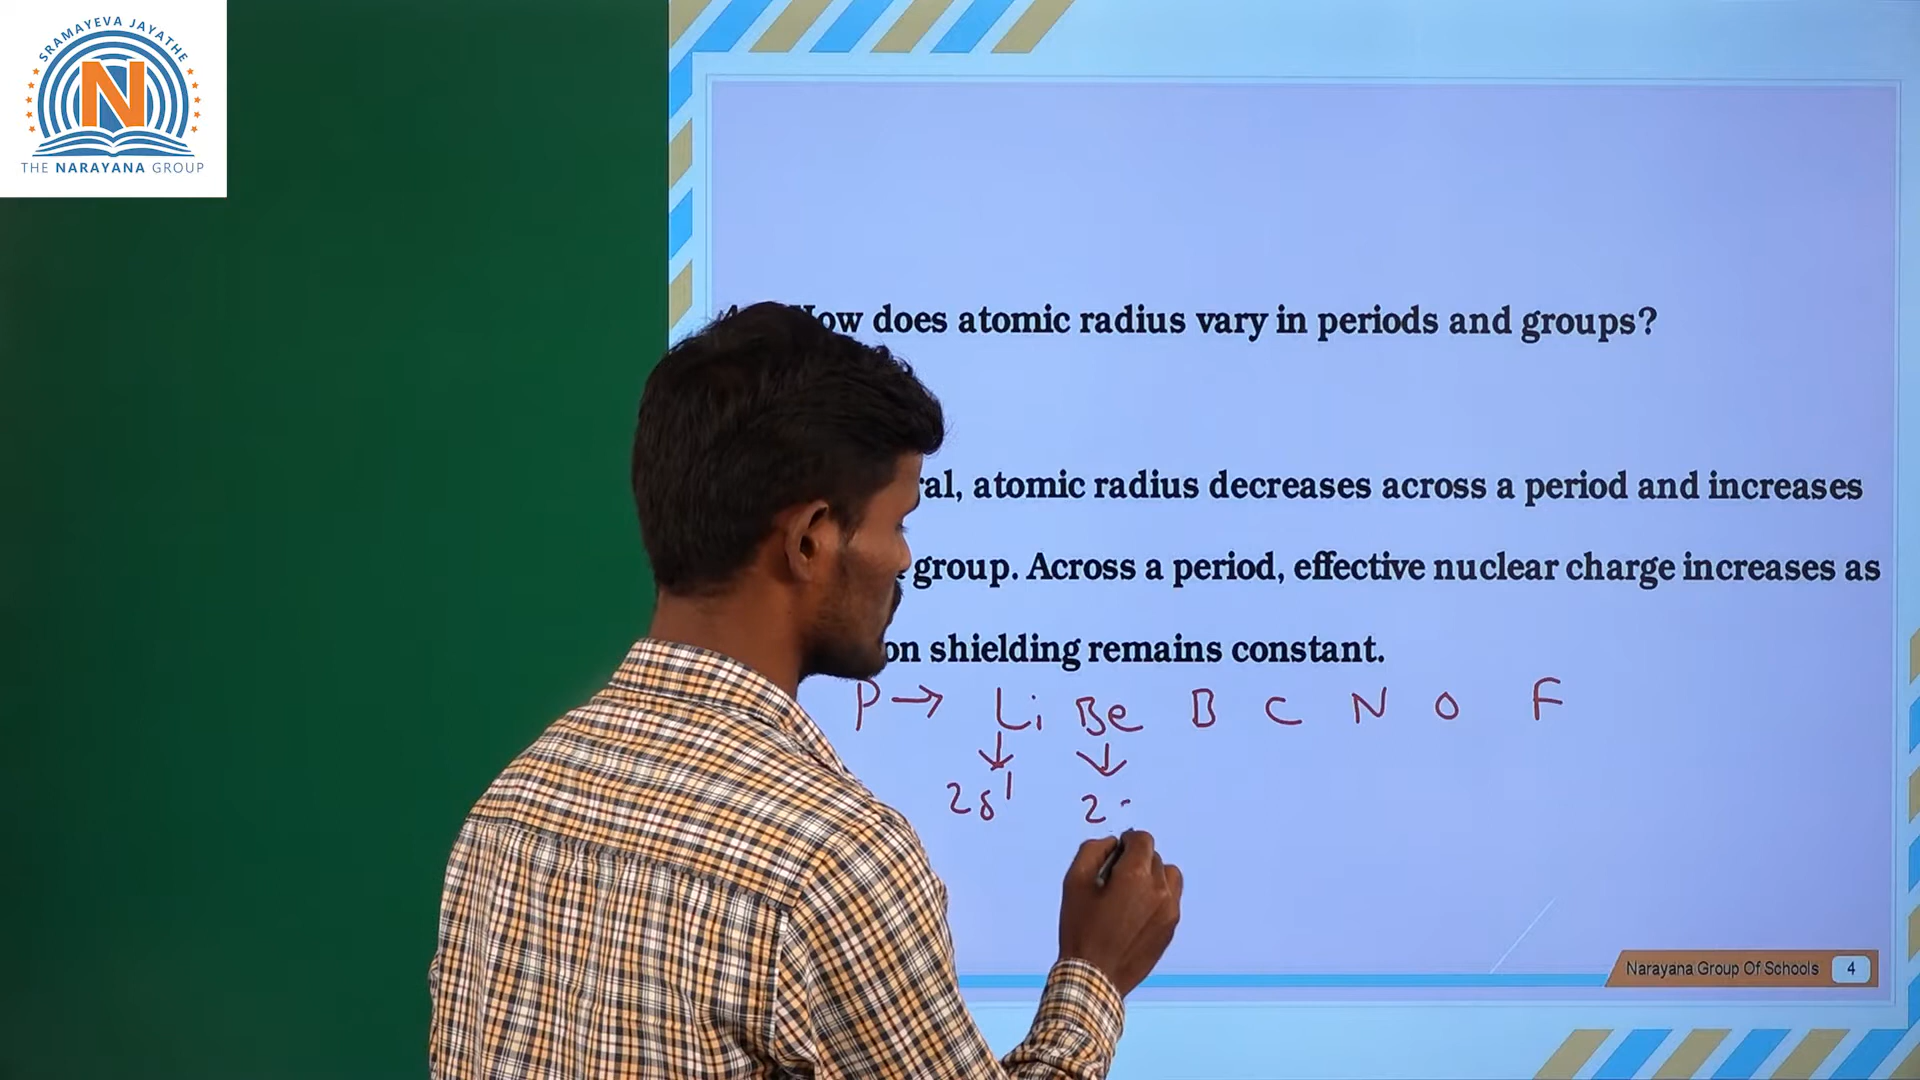 SRAMAYEVA JAYATHE
N
THE NARAYANA GROUP
How does atomic radius vary in periods and groups?
ral, atomic radius decreases across a period and increases
group. Across a period, effective nuclear charge increases as
on shielding remains constant.
P → Li Be B C N O F
2s¹ 2
Narayana Group Of Schools 4